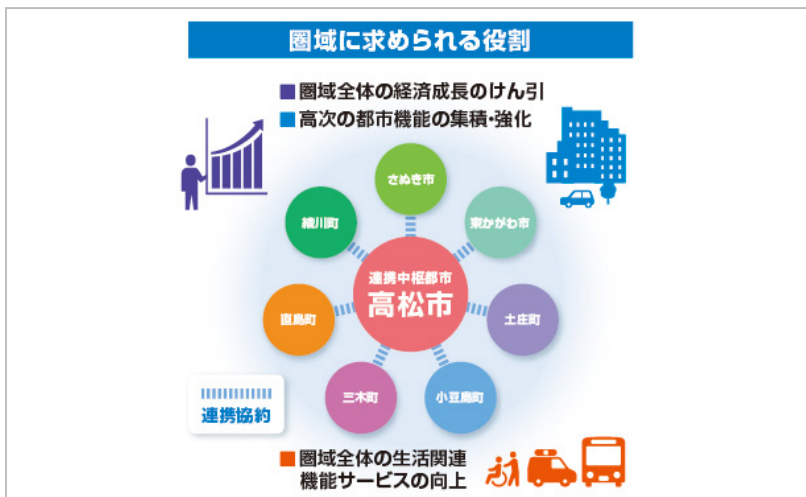 圏域に求められる役割
■圏域全体の経済成長のけん引
■高次の都市機能の集積・強化
さぬき市
綾川町
東かがわ市
連携中枢都市
高松市
直島町
土庄町
三木町
小豆島町
連携協約
■圏域全体の生活関連
機能サービスの向上